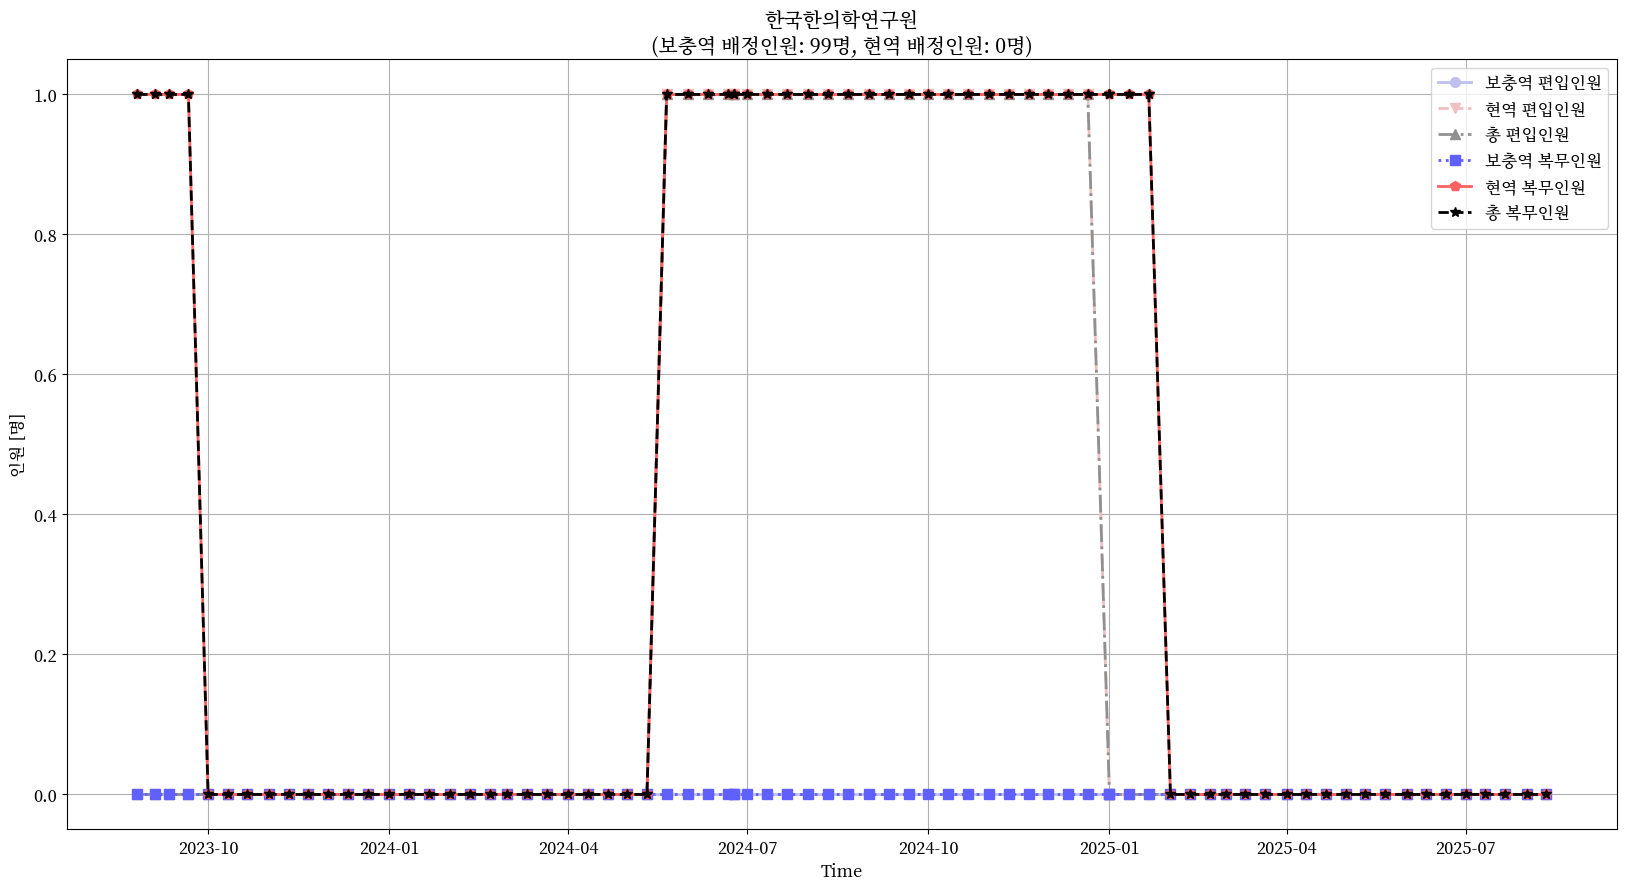 한국한의학연구원
(보충역 배정인원: 99명, 현역 배정인원: 0명)
보충역 편입인원
현역 편입인원
총 편입인원
보충역 복무인원
현역 복무인원
총 복무인원
인원 [명]
1.0
0.8
0.6
0.4
0.2
0.0
2023-10
2024-01
2024-04
2024-07
2024-10
2025-01
2025-04
2025-07
Time